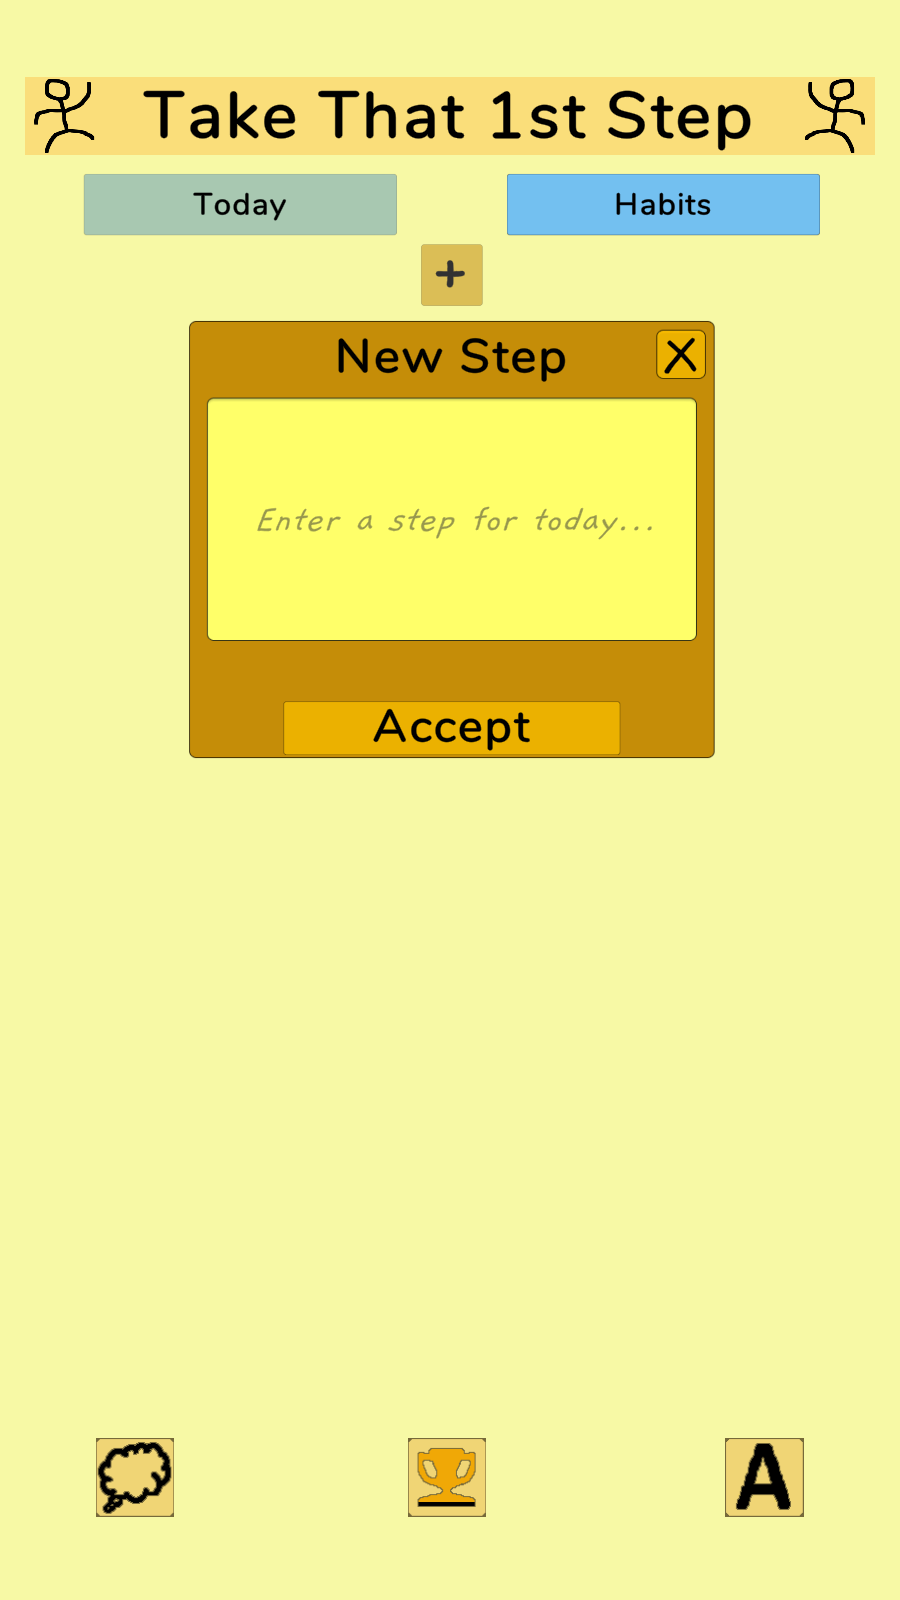 Take That 1st Step
Today
Habits
+
New Step
X
Enter a step for today...
Accept
A